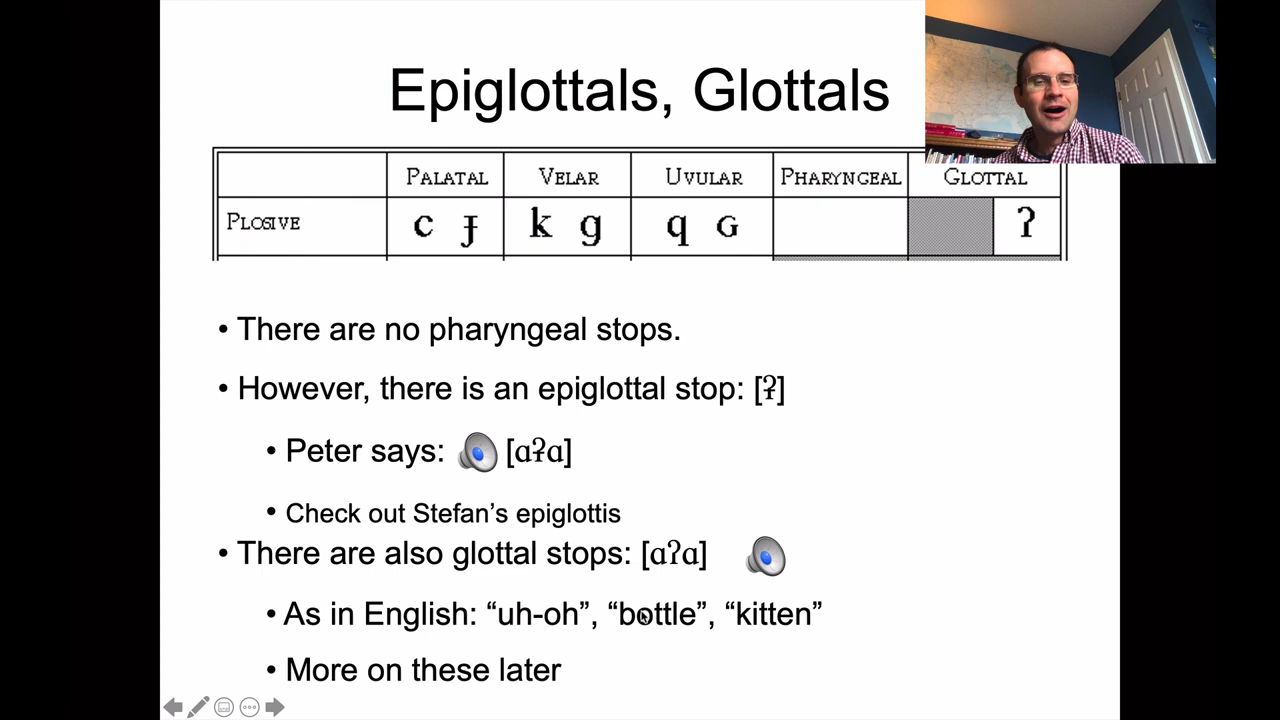 Epiglottals, Glottals
PALATAL VELAR UVULAR PHARYNGEAL GLOTTAL
PLOSIVE c ɟ k g q ɢ ʔ
• There are no pharyngeal stops.
• However, there is an epiglottal stop: [ʡ]
• Peter says: [ɑʡɑ]
• Check out Stefan’s epiglottis
• There are also glottal stops: [ɑʔɑ]
• As in English: “uh-oh”, “bottle”, “kitten”
• More on these later